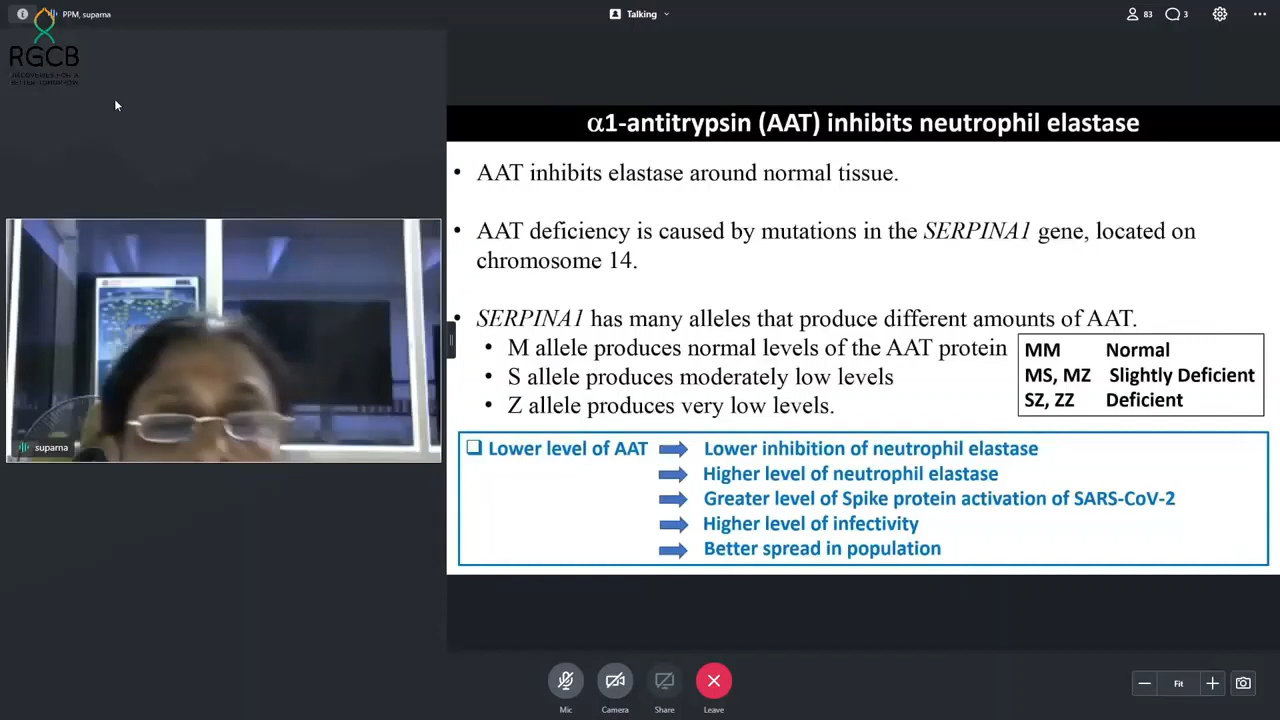 PPM, suparna
Talking
83
3
RGCB
DISCOVERIES FOR A
BETTER TOMORROW
α1-antitrypsin (AAT) inhibits neutrophil elastase
• AAT inhibits elastase around normal tissue.
• AAT deficiency is caused by mutations in the SERPINA1 gene, located on
chromosome 14.
• SERPINA1 has many alleles that produce different amounts of AAT.
• M allele produces normal levels of the AAT protein
• S allele produces moderately low levels
• Z allele produces very low levels.
MM Normal
MS, MZ Slightly Deficient
SZ, ZZ Deficient
❑ Lower level of AAT ➡ Lower inhibition of neutrophil elastase
➡ Higher level of neutrophil elastase
➡ Greater level of Spike protein activation of SARS-CoV-2
➡ Higher level of infectivity
➡ Better spread in population
suparna
Mic
Camera
Share
Leave
Fit